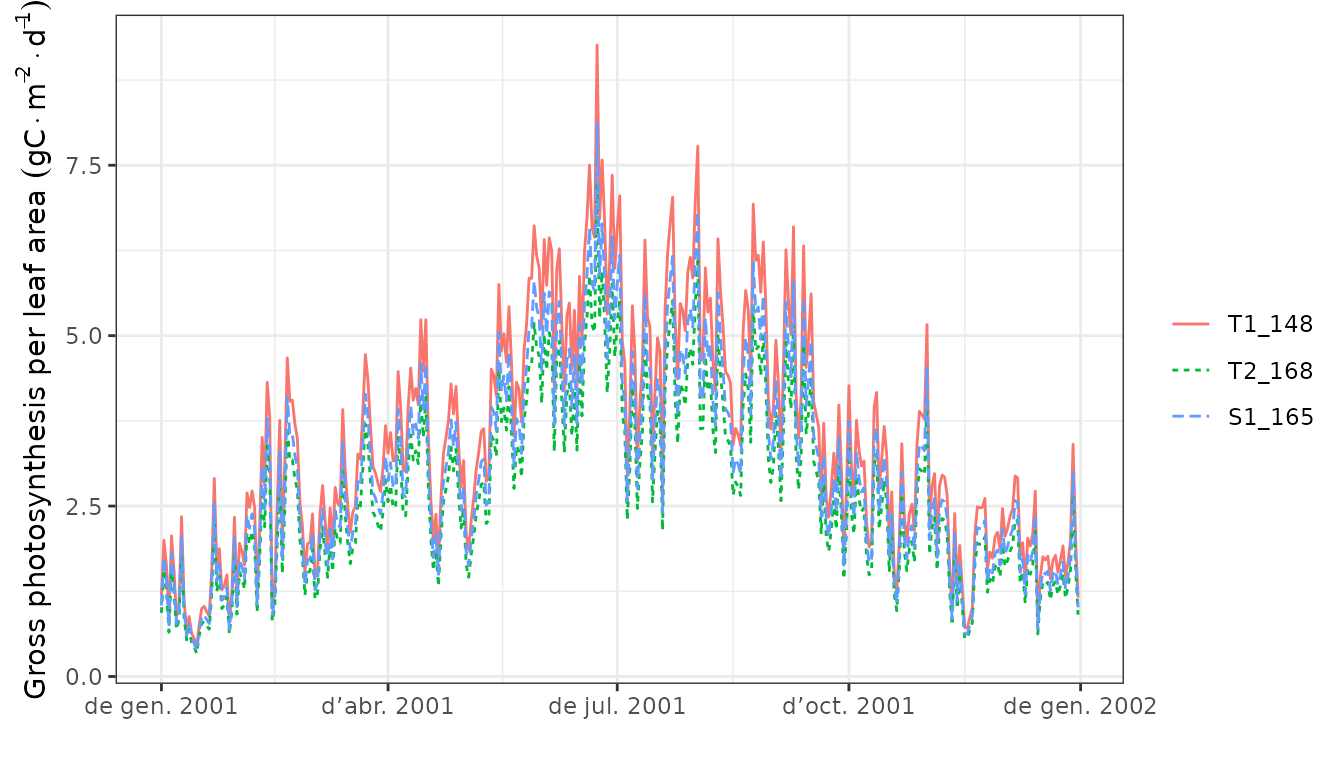 Gross photosynthesis per leaf area (gC · m⁻² · d⁻¹)
7.5
5.0
2.5
0.0
de gen. 2001
d’abr. 2001
de jul. 2001
d’oct. 2001
de gen. 2002
T1_148
T2_168
S1_165